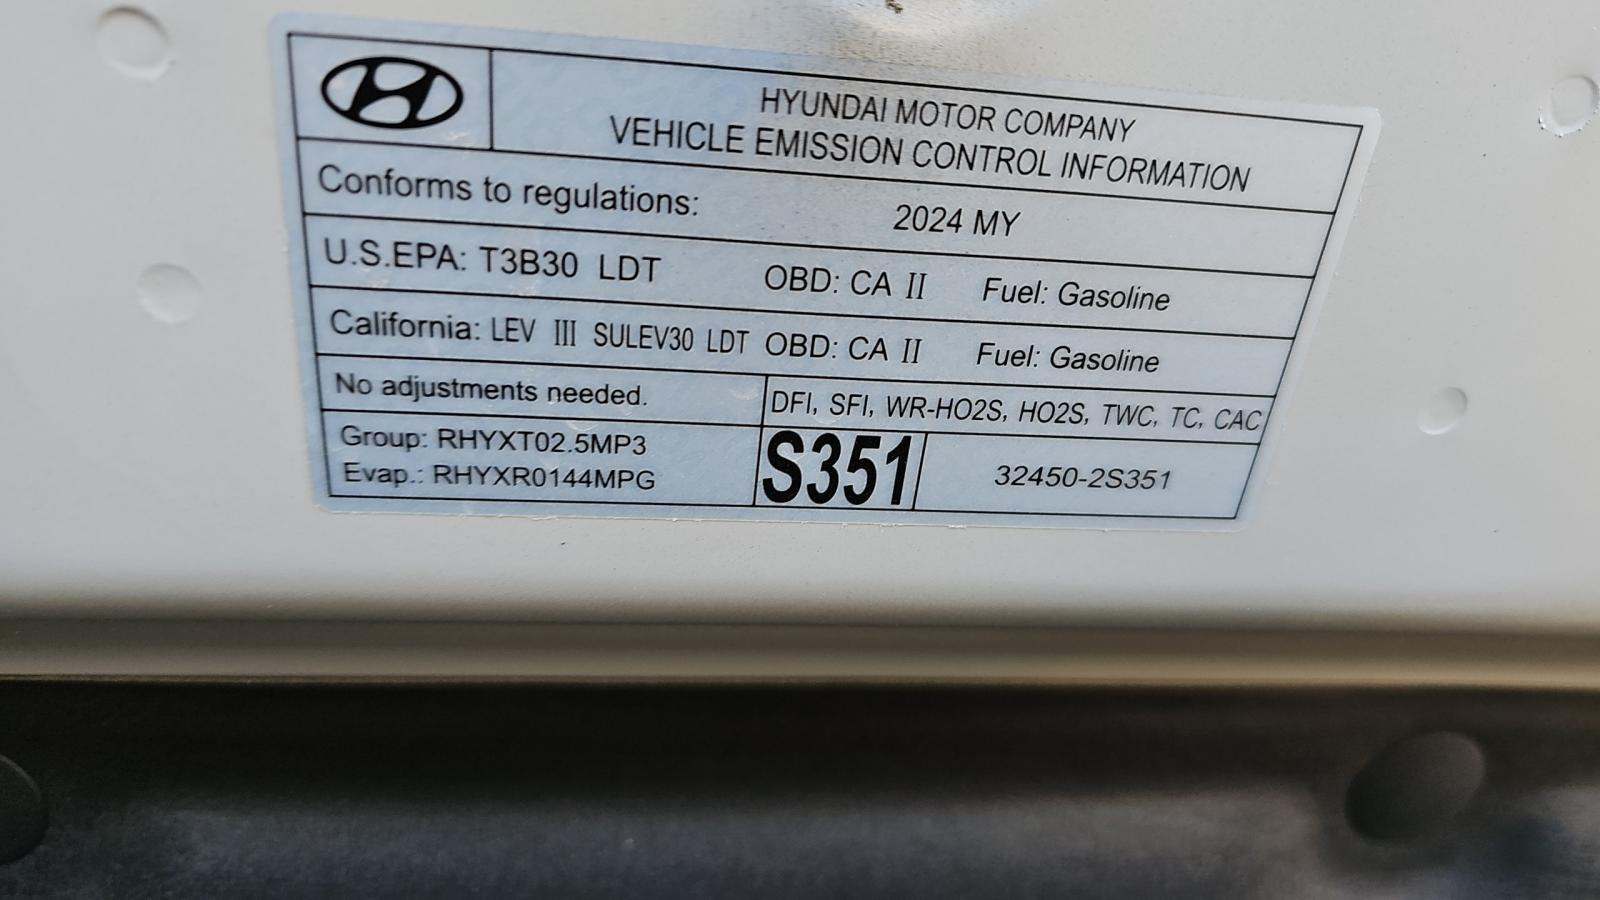 HYUNDAI MOTOR COMPANY
VEHICLE EMISSION CONTROL INFORMATION
Conforms to regulations: 2024 MY
U.S.EPA: T3B30 LDT OBD: CA II Fuel: Gasoline
California: LEV III SULEV30 LDT OBD: CA II Fuel: Gasoline
No adjustments needed. DFI, SFI, WR-HO2S, HO2S, TWC, TC, CAC
Group: RHYXT02.5MP3
Evap.: RHYXR0144MPG
S351
32450-2S351